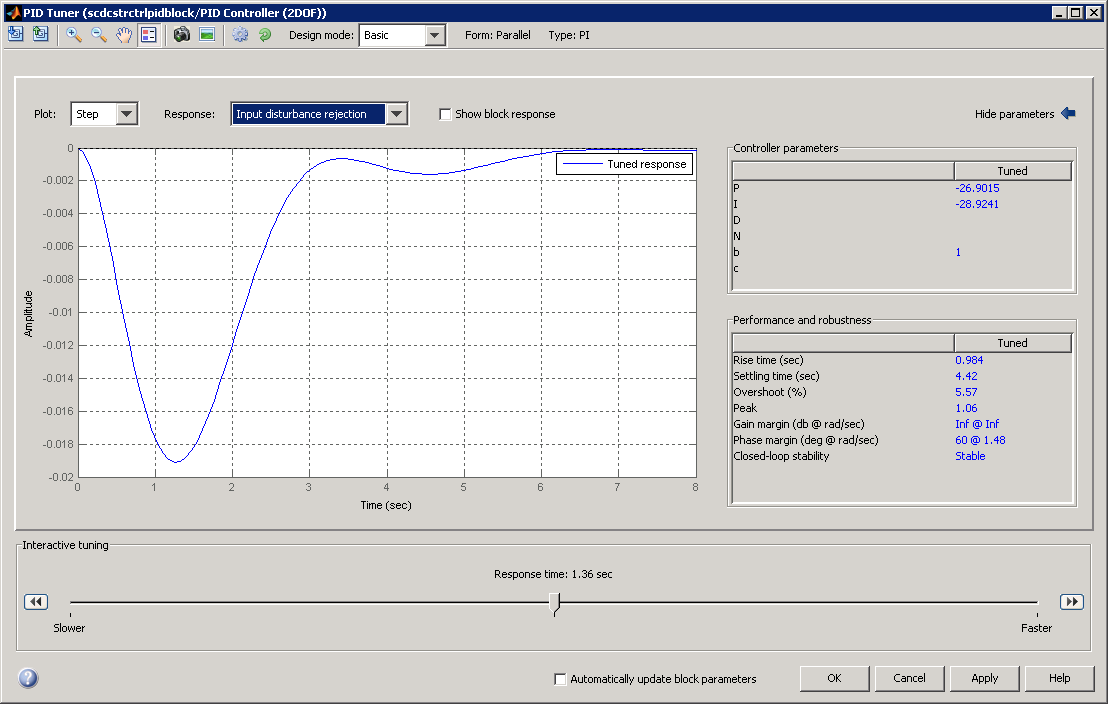 PID Tuner (scdcstrctrlpidblock/PID Controller (2DOF))
Design mode: Basic Form: Parallel Type: PI
Plot: Step Response: Input disturbance rejection Show block response Hide parameters
Tuned response
0
-0.002
-0.004
-0.006
-0.008
-0.01
-0.012
-0.014
-0.016
-0.018
-0.02
Amplitude
0 1 2 3 4 5 6 7 8
Time (sec)
Controller parameters
Tuned
P -26.9015
I -28.9241
D
N
b 1
c
Performance and robustness
Tuned
Rise time (sec) 0.984
Settling time (sec) 4.42
Overshoot (%) 5.57
Peak 1.06
Gain margin (db @ rad/sec) Inf @ Inf
Phase margin (deg @ rad/sec) 60 @ 1.48
Closed-loop stability Stable
Interactive tuning
Response time: 1.36 sec
Slower Faster
? Automatically update block parameters OK Cancel Apply Help